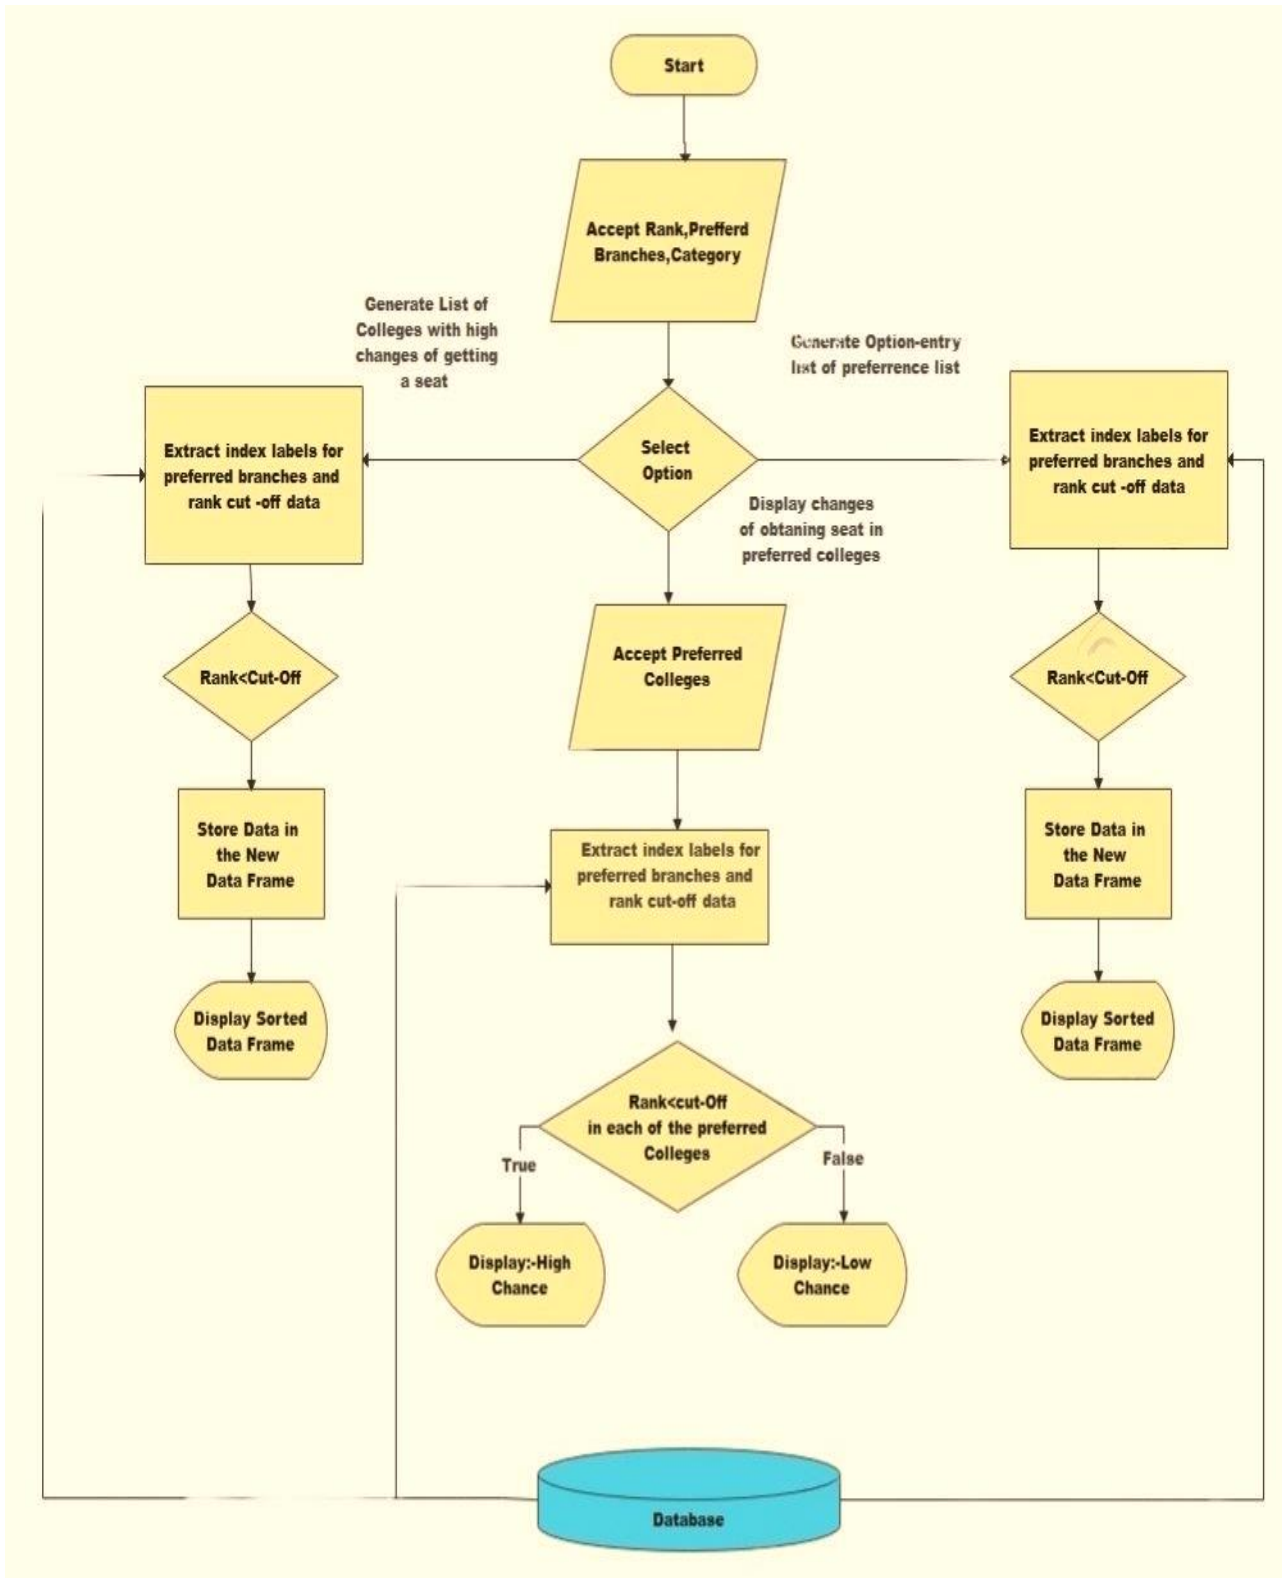 Start
Accept Rank,Prefferd
Branches,Category
Generate List of
Colleges with high
changes of getting
a seat
Generate Option-entry
list of preferrence list
Extract index labels for
preferred branches and
rank cut -off data
Select
Option
Extract index labels for
preferred branches and
rank cut -off data
Display changes
of obtaning seat in
preferred colleges
Rank<Cut-Off
Accept Preferred
Colleges
Rank<Cut-Off
Store Data in
the New
Data Frame
Extract index labels for
preferred branches and
rank cut-off data
Store Data in
the New
Data Frame
Display Sorted
Data Frame
Display Sorted
Data Frame
Rank<cut-Off
in each of the preferred
Colleges
True
False
Display:-High
Chance
Display:-Low
Chance
Database